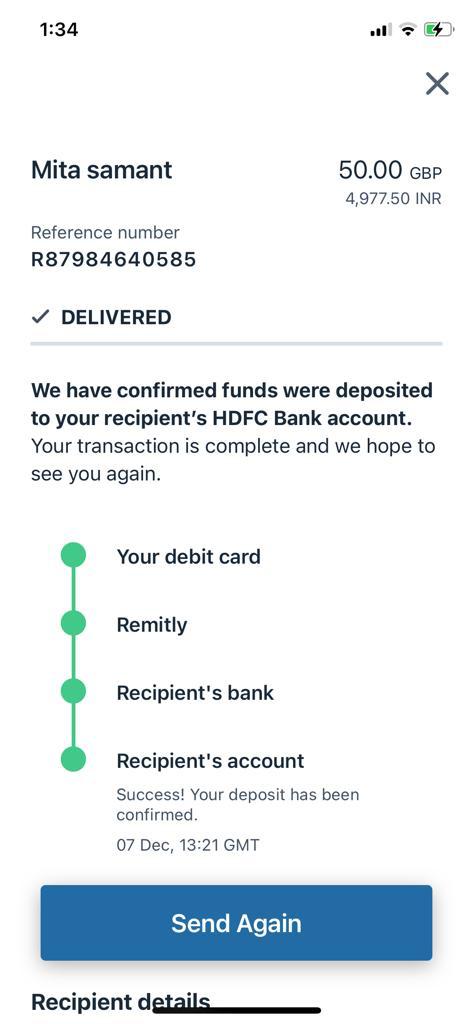 1:34
Mita samant
50.00 GBP
4,977.50 INR
Reference number
R87984640585
DELIVERED
We have confirmed funds were deposited
to your recipient's HDFC Bank account.
Your transaction is complete and we hope to
see you again.
Your debit card
Remitly
Recipient's bank
Recipient's account
Success! Your deposit has been
confirmed.
07 Dec, 13:21 GMT
Send Again
Recipient details